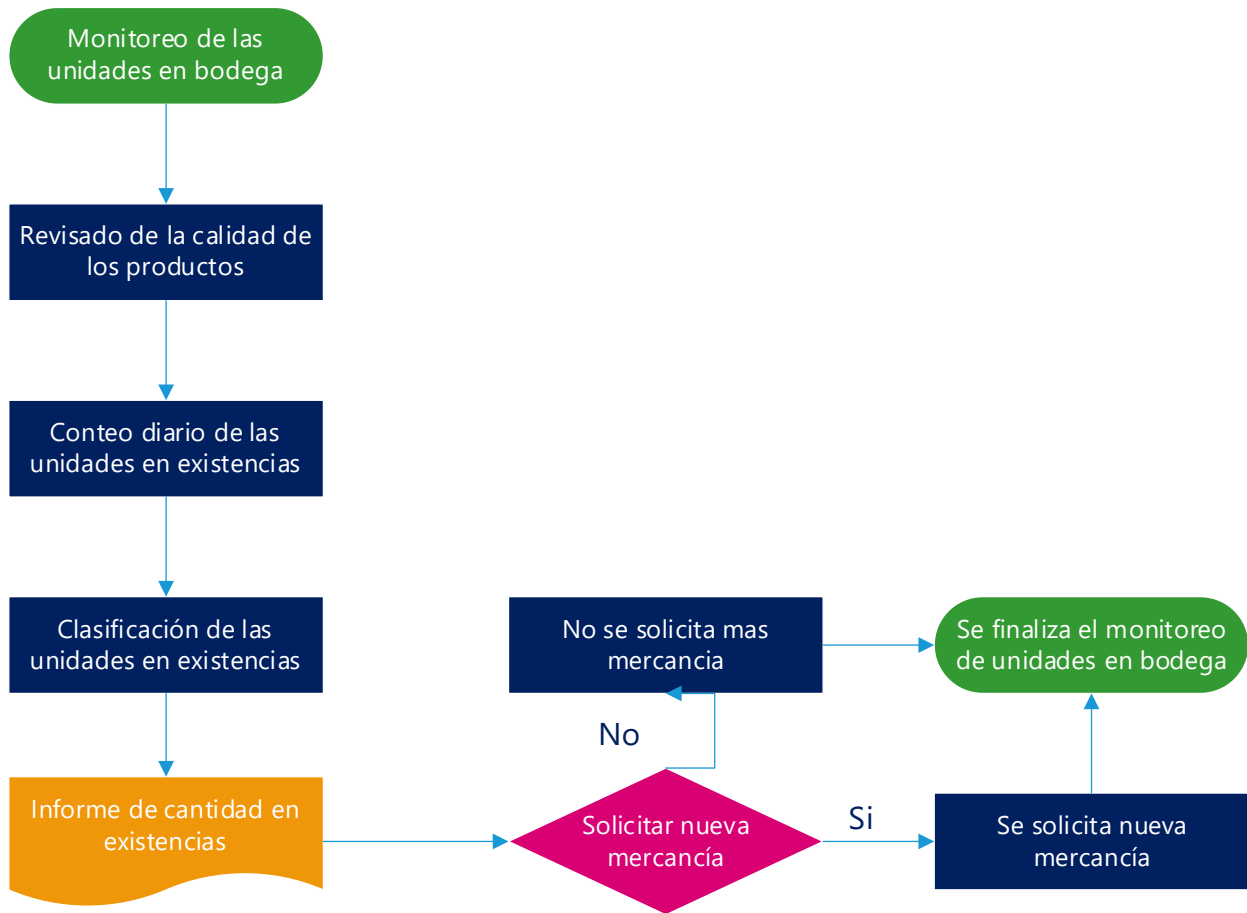 Monitoreo de las
unidades en bodega
Revisado de la calidad de
los productos
Conteo diario de las
unidades en existencias
Clasificación de las
unidades en existencias
Informe de cantidad en
existencias
Solicitar nueva
mercancía
No
No se solicita mas
mercancia
Si
Se solicita nueva
mercancía
Se finaliza el monitoreo
de unidades en bodega